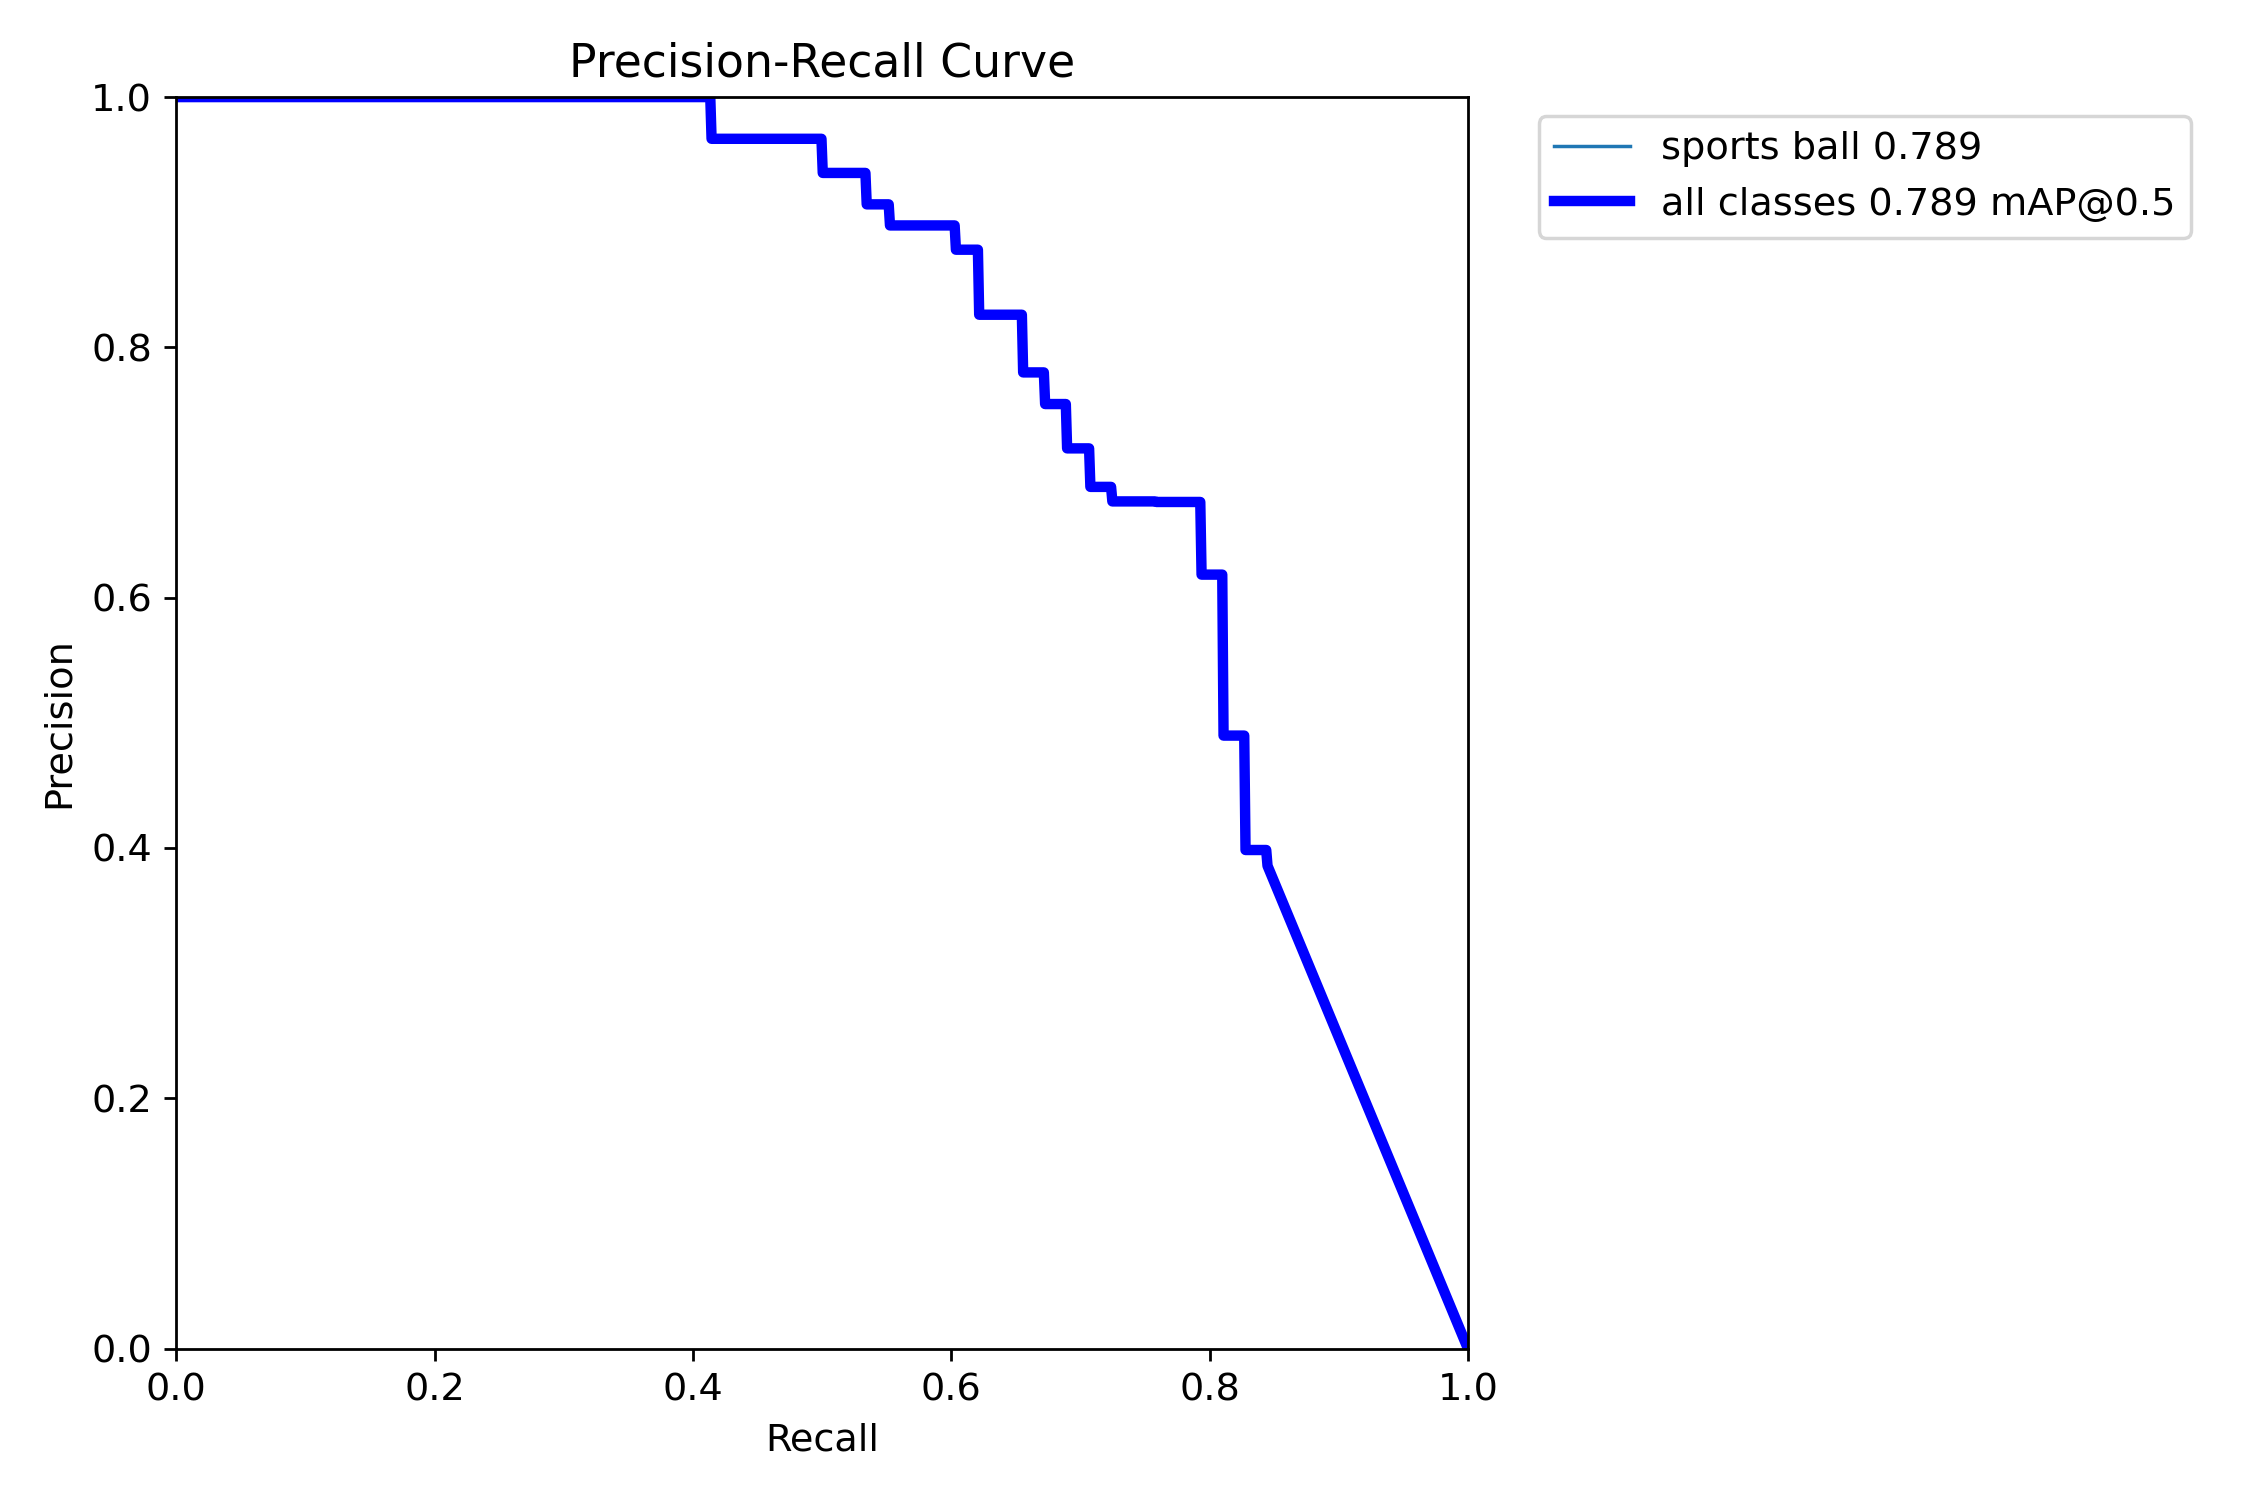 Precision-Recall Curve
sports ball 0.789
all classes 0.789 mAP@0.5
Precision
1.0
0.8
0.6
0.4
0.2
0.0
0.0 0.2 0.4 0.6 0.8 1.0
Recall